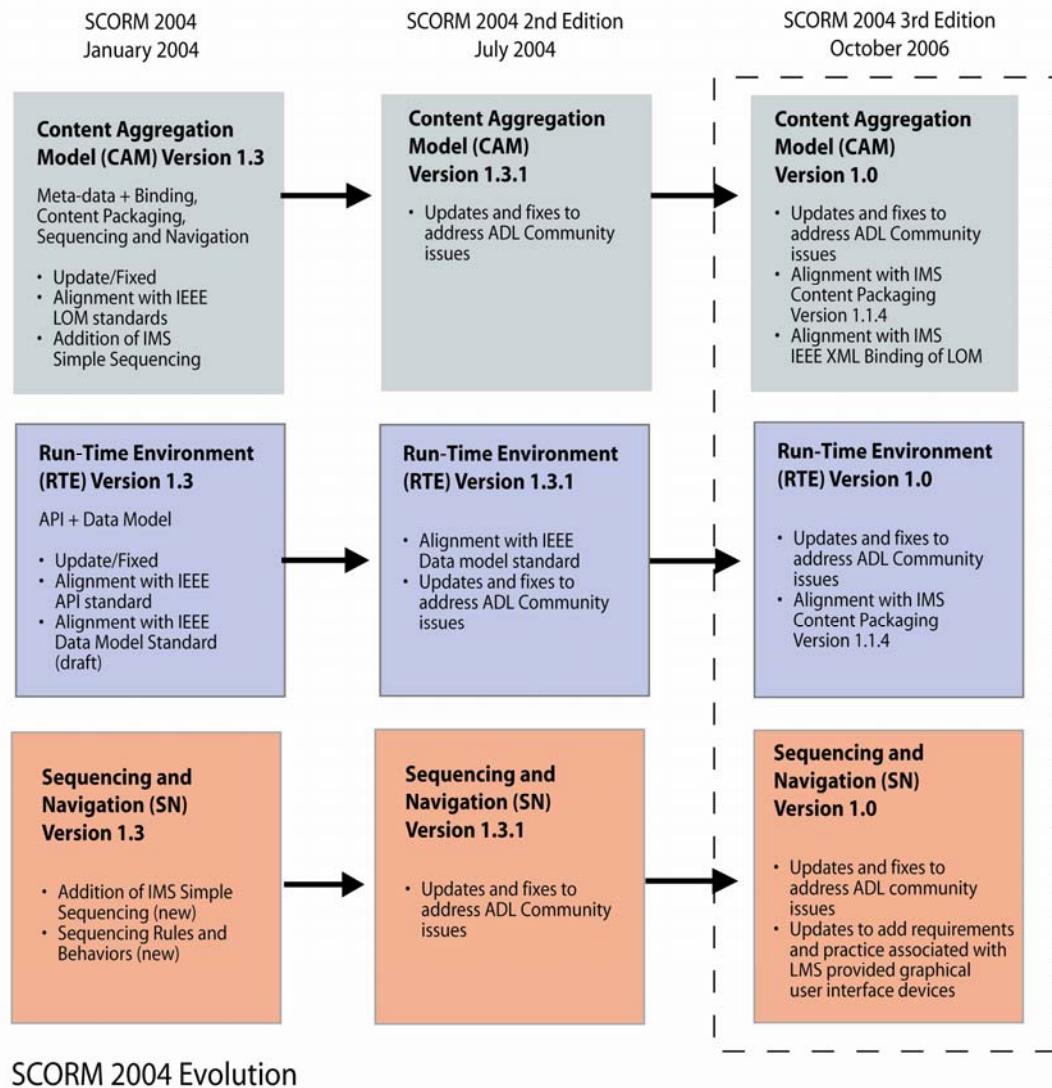 SCORM 2004
January 2004
SCORM 2004 2nd Edition
July 2004
SCORM 2004 3rd Edition
October 2006
Content Aggregation
Model (CAM) Version 1.3
Meta-data + Binding,
Content Packaging,
Sequencing and Navigation
• Update/Fixed
• Alignment with IEEE
LOM standards
• Addition of IMS
Simple Sequencing
Content Aggregation
Model (CAM)
Version 1.3.1
• Updates and fixes to
address ADL Community
issues
Content Aggregation
Model (CAM)
Version 1.0
• Updates and fixes to
address ADL Community
issues
• Alignment with IMS
Content Packaging
Version 1.1.4
• Alignment with IMS
IEEE XML Binding of LOM
Run-Time Environment
(RTE) Version 1.3
API + Data Model
• Update/Fixed
• Alignment with IEEE
API standard
• Alignment with IEEE
Data Model Standard
(draft)
Run-Time Environment
(RTE) Version 1.3.1
• Alignment with IEEE
Data model standard
• Updates and fixes to
address ADL Community
issues
Run-Time Environment
(RTE) Version 1.0
• Updates and fixes to
address ADL Community
issues
• Alignment with IMS
Content Packaging
Version 1.1.4
Sequencing and
Navigation (SN)
Version 1.3
• Addition of IMS Simple
Sequencing (new)
• Sequencing Rules and
Behaviors (new)
Sequencing and
Navigation (SN)
Version 1.3.1
• Updates and fixes to
address ADL Community
issues
Sequencing and
Navigation (SN)
Version 1.0
• Updates and fixes to
address ADL community
issues
• Updates to add requirements
and practice associated with
LMS provided graphical
user interface devices
SCORM 2004 Evolution